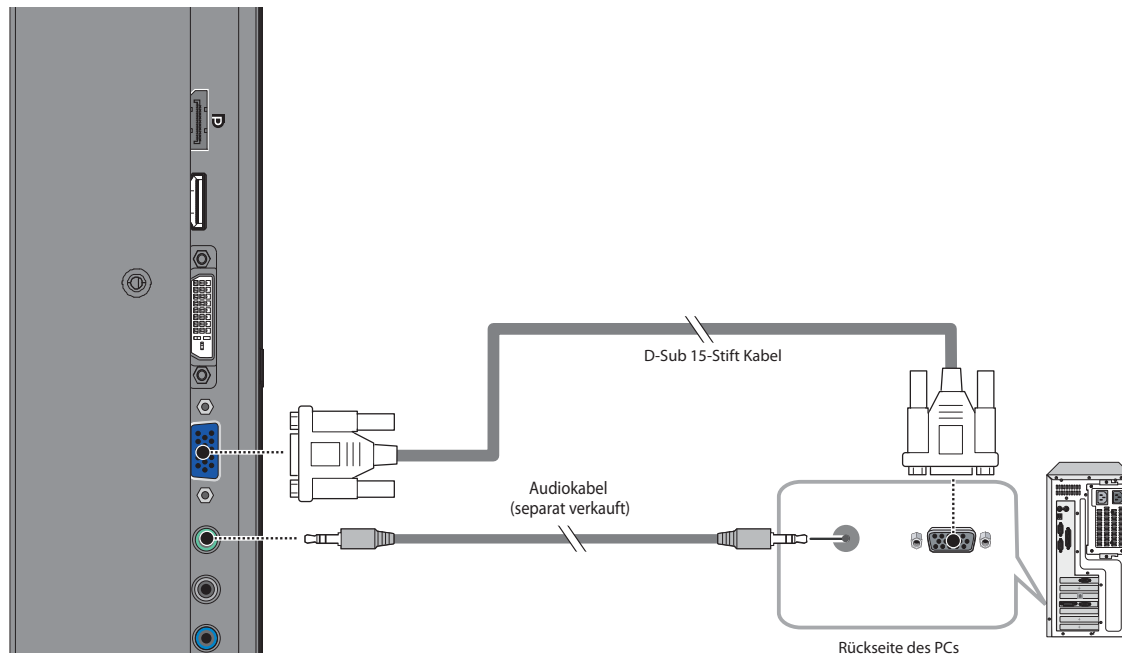 D-Sub 15-Stift Kabel
Audiokabel
(separat verkauft)
Rückseite des PCs